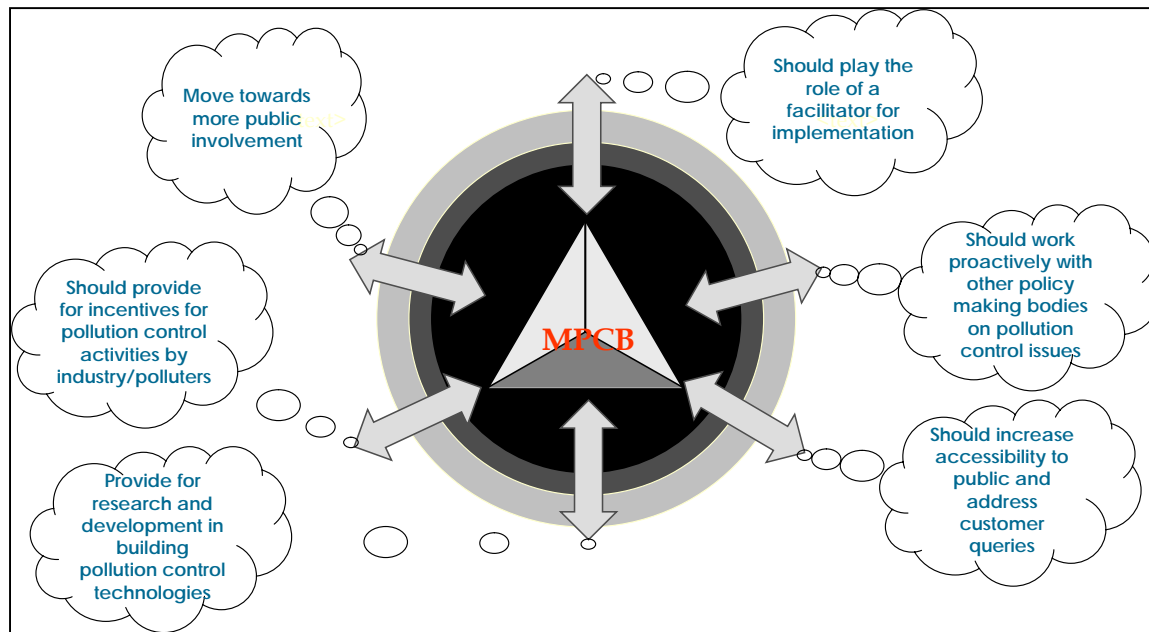 Move towards
more public
involvement
Should play the
role of a
facilitator for
implementation
Should provide
for incentives for
pollution control
activities by
industry/polluters
MPCB
Should work
proactively with
other policy
making bodies
on pollution
control issues
Provide for
research and
development in
building
pollution control
technologies
Should increase
accessibility to
public and
address
customer
queries